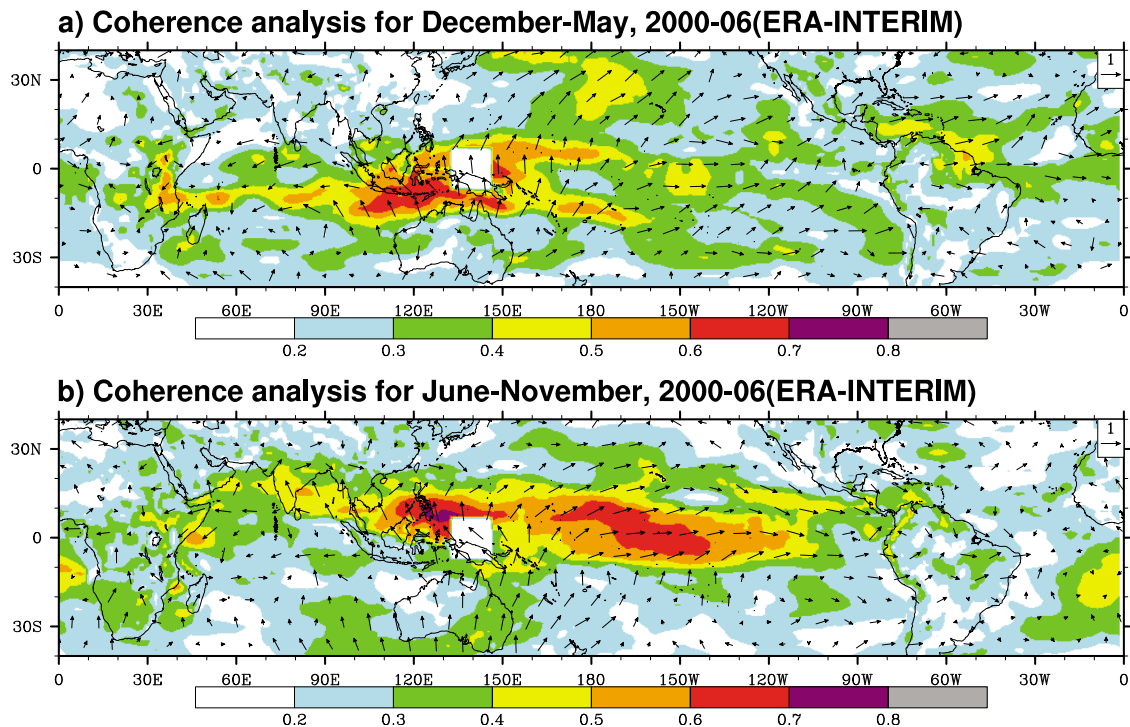 a) Coherence analysis for December-May, 2000-06(ERA-INTERIM)
1
30N
0
30S
0 30E 60E 90E 120E 150E 180 150W 120W 90W 60W 30W 0
0.2 0.3 0.4 0.5 0.6 0.7 0.8
b) Coherence analysis for June-November, 2000-06(ERA-INTERIM)
1
30N
0
30S
0 30E 60E 90E 120E 150E 180 150W 120W 90W 60W 30W 0
0.2 0.3 0.4 0.5 0.6 0.7 0.8